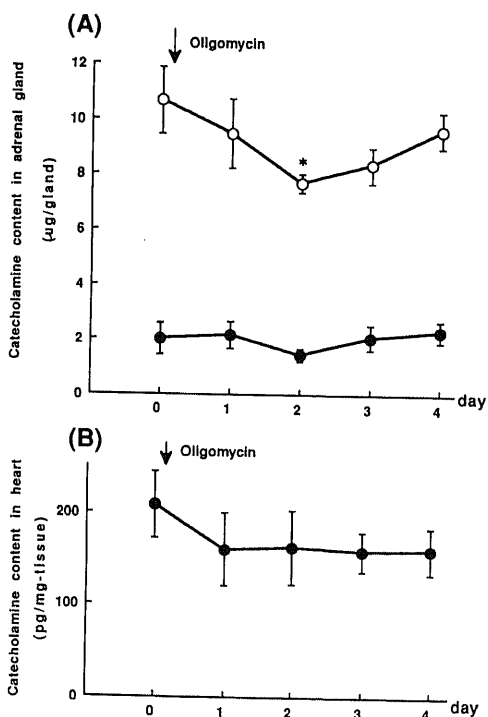 (A)
Oligomycin
Catecholamine content in adrenal gland
(µg/gland)
12
10
8
6
4
2
0
*
0 1 2 3 4 day
(B)
Oligomycin
Catecholamine content in heart
(pg/mg-tissue)
200
100
0
0 1 2 3 4 day